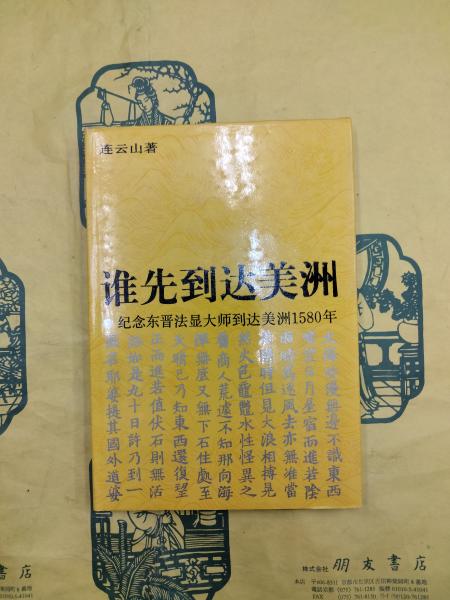 连云山著
谁先到达美洲
纪念东晋法显大师到达美洲1580年
大海弥漫無邊不識東西
唯望日月星宿而進若陰
雨時為逐風去亦無准當
夜闇時但見大浪相搏晃
然火色黿鼉水性怪異之
屬商人荒遽不知那向海
深無底又無下石住處至
天晴已乃知東西還復望
正而進若值伏石則無活
路如是九十日許乃到一
國名耶婆提其國外道婆
株式会社 朋友書店